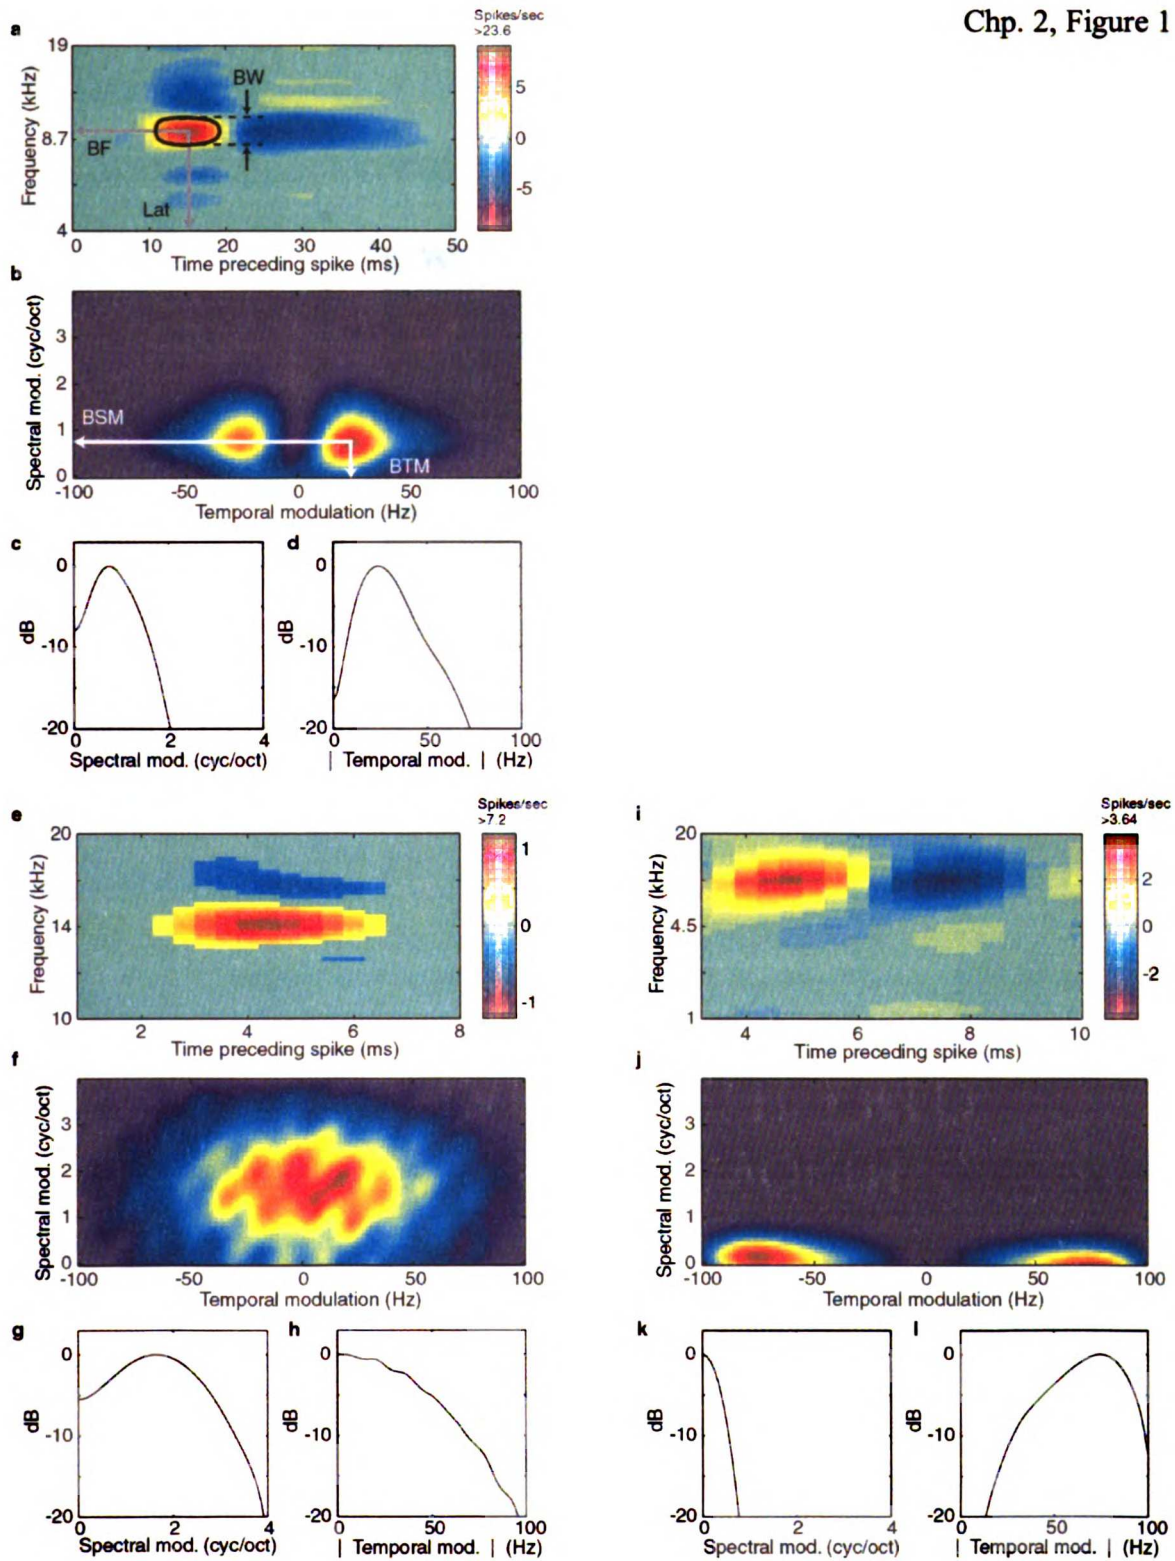 Chp. 2, Figure 1
a
Spikes/sec
>23.6
19
8.7
4
Frequency (kHz)
BW
BF
Lat
5
0
-5
0 10 20 30 40 50
Time preceding spike (ms)
b
Spectral mod. (cyc/oct)
3
2
1
0
BSM
BTM
-100 -50 0 50 100
Temporal modulation (Hz)
c
dB
0
-10
-20
0 2 4
Spectral mod. (cyc/oct)
d
dB
0
-10
-20
0 50 100
| Temporal mod. | (Hz)
e
Spikes/sec
>7.2
20
14
10
Frequency (kHz)
1
0
-1
2 4 6 8
Time preceding spike (ms)
f
Spectral mod. (cyc/oct)
3
2
1
0
-100 -50 0 50 100
Temporal modulation (Hz)
g
dB
0
-10
-20
0 2 4
Spectral mod. (cyc/oct)
h
dB
0
-10
-20
0 50 100
| Temporal mod. | (Hz)
i
Spikes/sec
>3.64
20
4.5
1
Frequency (kHz)
2
0
-2
4 6 8 10
Time preceding spike (ms)
j
Spectral mod. (cyc/oct)
3
2
1
0
-100 -50 0 50 100
Temporal modulation (Hz)
k
dB
0
-10
-20
0 2 4
Spectral mod. (cyc/oct)
l
dB
0
-10
-20
0 50 100
| Temporal mod. | (Hz)